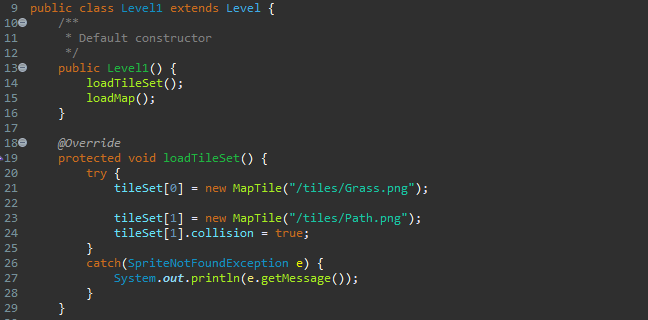 9 public class Level1 extends Level {
10 /**
11 * Default constructor
12 */
13 public Level1() {
14 loadTileSet();
15 loadMap();
16 }
17
18 @Override
19 protected void loadTileSet() {
20 try {
21 tileSet[0] = new MapTile("/tiles/Grass.png");
22
23 tileSet[1] = new MapTile("/tiles/Path.png");
24 tileSet[1].collision = true;
25 }
26 catch(SpriteNotFoundException e) {
27 System.out.println(e.getMessage());
28 }
29 }